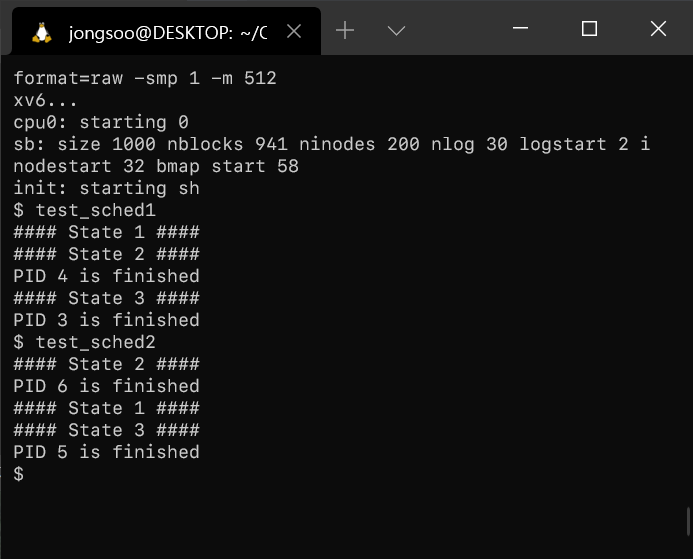 jongsoo@DESKTOP: ~/C
format=raw -smp 1 -m 512
xv6...
cpu0: starting 0
sb: size 1000 nblocks 941 ninodes 200 nlog 30 logstart 2 i
nodestart 32 bmap start 58
init: starting sh
$ test_sched1
#### State 1 ####
#### State 2 ####
PID 4 is finished
#### State 3 ####
PID 3 is finished
$ test_sched2
#### State 2 ####
PID 6 is finished
#### State 1 ####
#### State 3 ####
PID 5 is finished
$